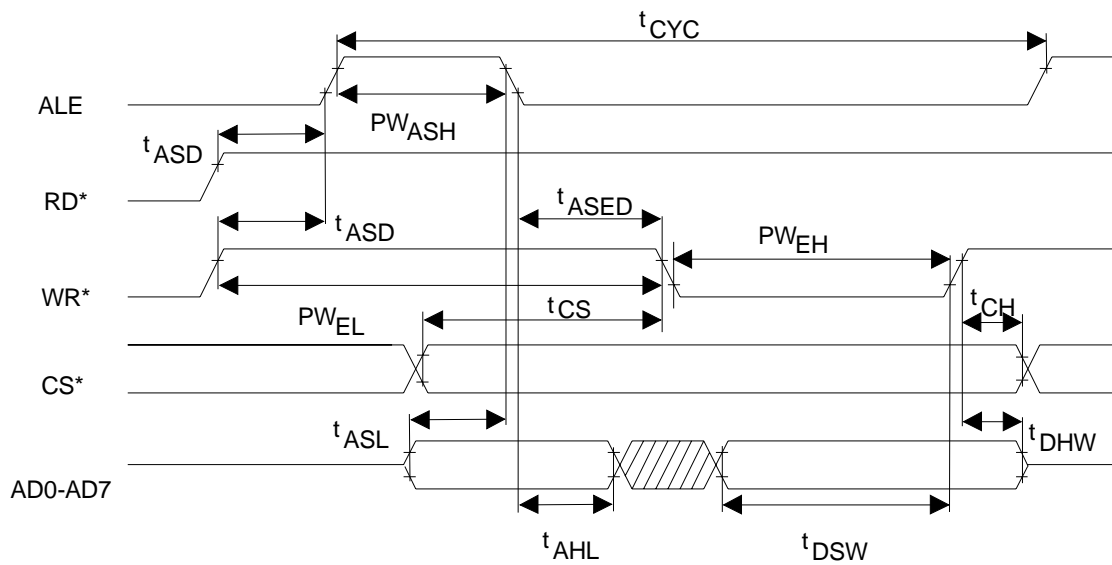 tCYC
ALE
PWASH
tASD
RD*
tASED
tASD
PWEH
WR*
tCS
tCH
PWEL
CS*
tASL
tDHW
AD0-AD7
tAHL
tDSW